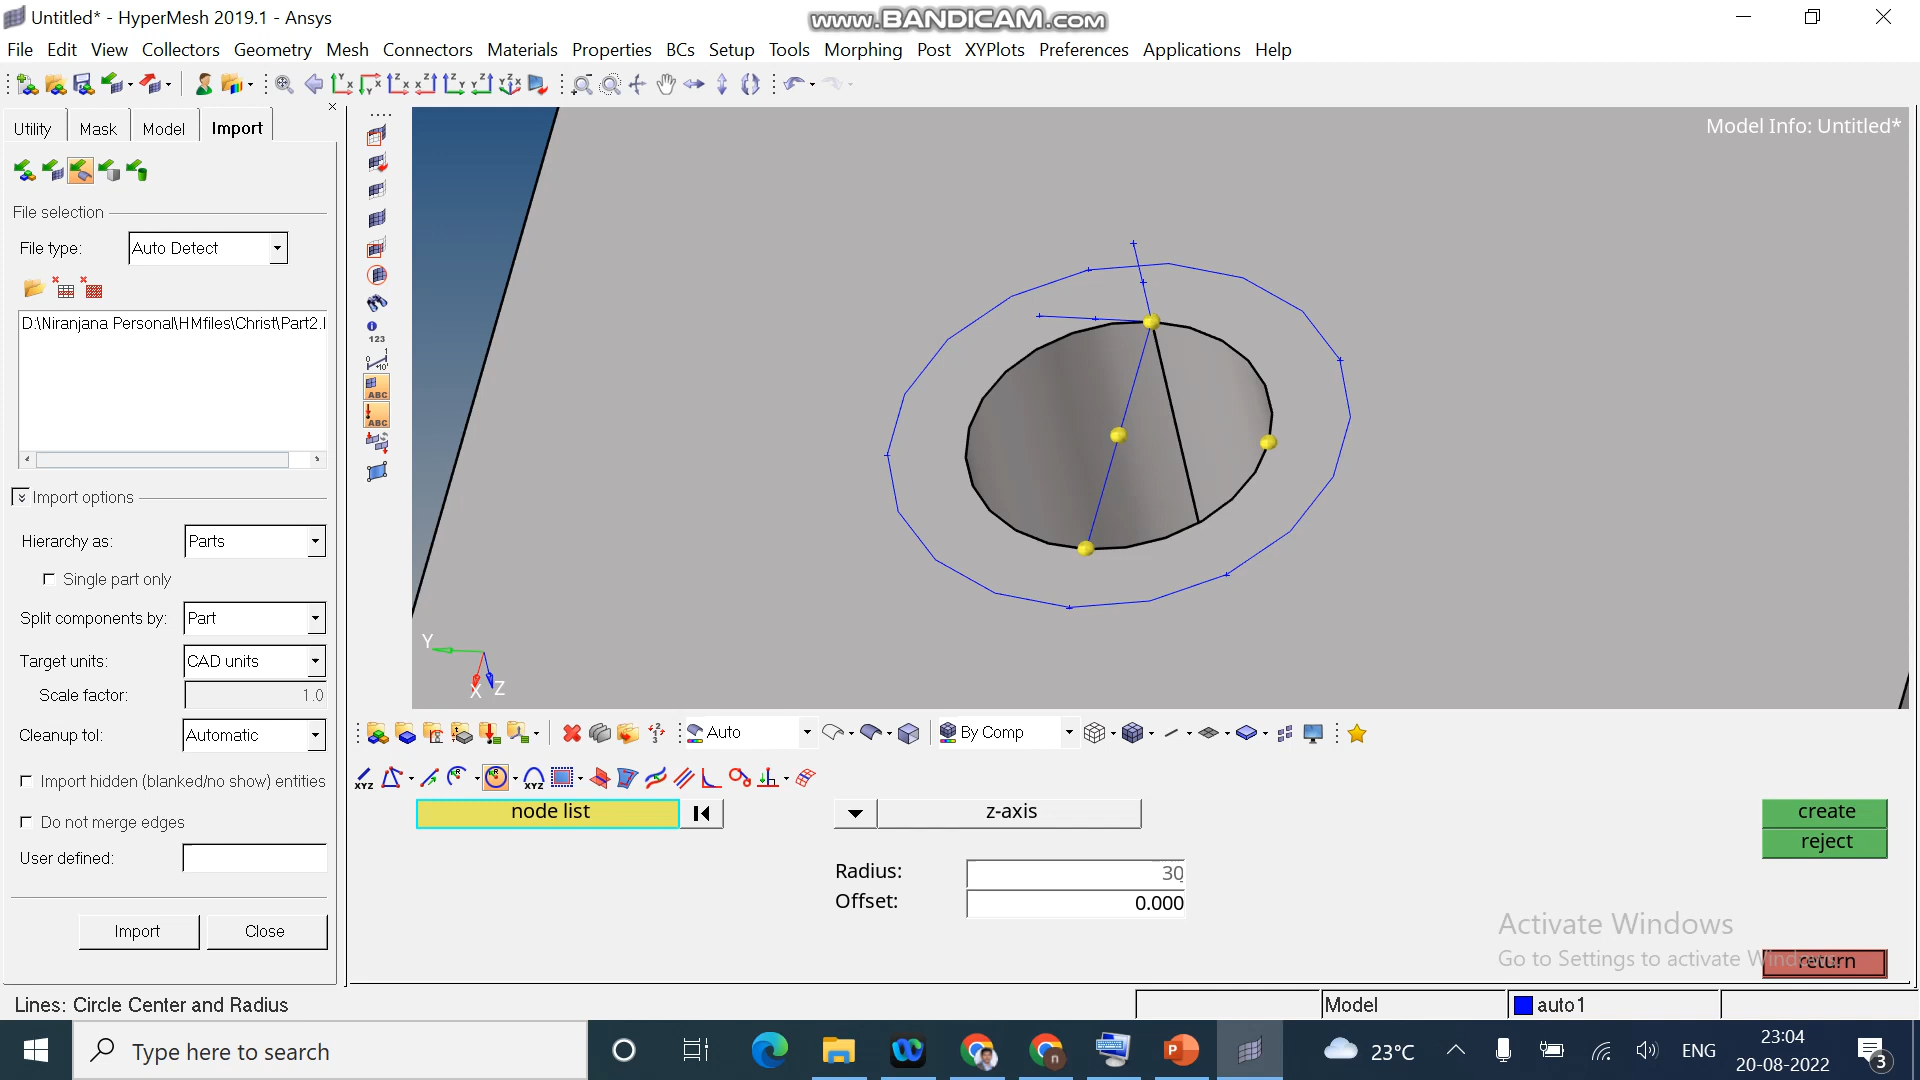 Untitled* - HyperMesh 2019.1 - Ansys
www.BANDICAM.com
File Edit View Collectors Geometry Mesh Connectors Materials Properties BCs Setup Tools Morphing Post XYPlots Preferences Applications Help
Utility Mask Model Import
Model Info: Untitled*
File selection
File type: Auto Detect
D:\Niranjana Personal\HMfiles\Christ\Part2.I
Import options
Hierarchy as: Parts
Single part only
Split components by: Part
Target units: CAD units
Scale factor: 1.0
Cleanup tol: Automatic
Import hidden (blanked/no show) entities
Do not merge edges
User defined:
Import Close
123
ABC
ABC
Y
X Z
Auto By Comp
XYZ XYZ
node list z-axis create
reject
Radius: 30
Offset: 0.000
Activate Windows
Go to Settings to activate Windows.
return
Lines: Circle Center and Radius Model auto1
Type here to search 23°C ENG 23:04
20-08-2022
3